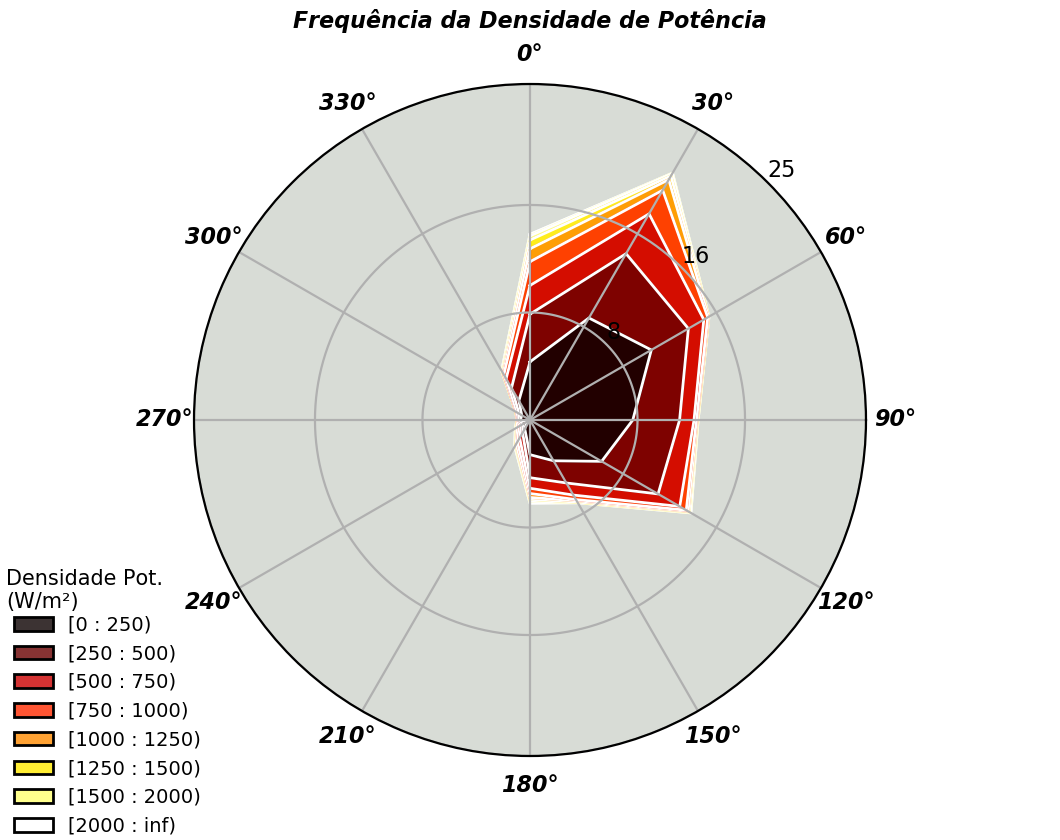 Frequência da Densidade de Potência
0°
330°
30°
25
300°
60°
16
8
270°
90°
Densidade Pot.
(W/m²)
240°
120°
[0 : 250)
[250 : 500)
[500 : 750)
[750 : 1000)
210°
150°
[1000 : 1250)
[1250 : 1500)
180°
[1500 : 2000)
[2000 : inf)